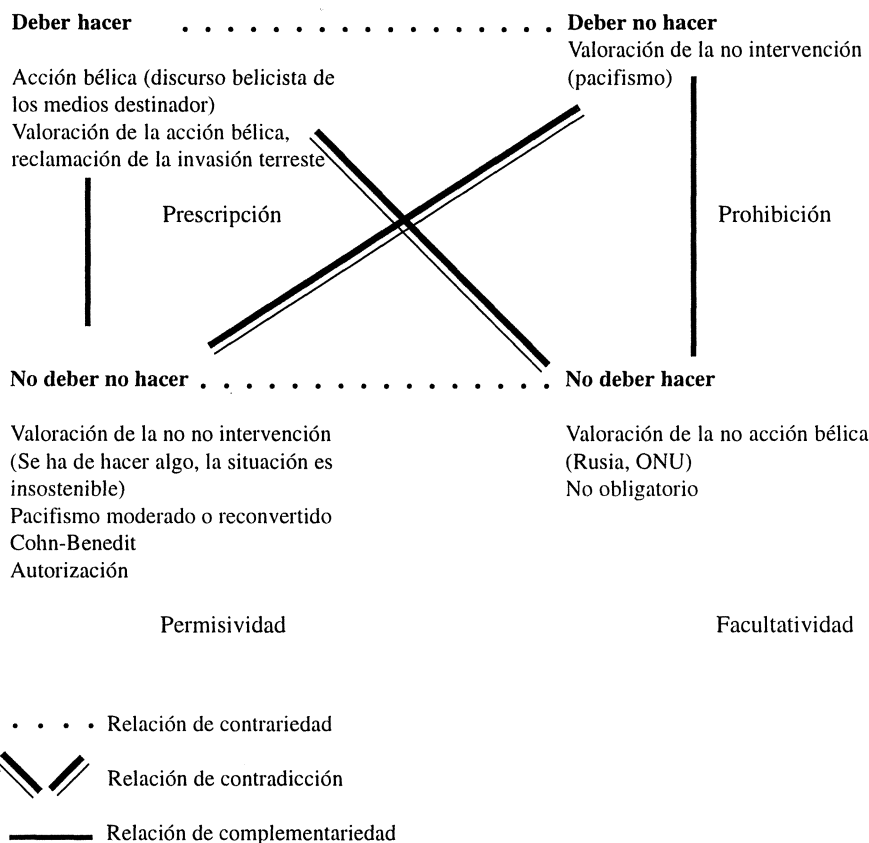 Deber hacer
Deber no hacer
Valoración de la no intervención
(pacifismo)
Acción bélica (discurso belicista de
los medios destinador)
Valoración de la acción bélica,
reclamación de la invasión terreste
Prescripción
Prohibición
No deber no hacer
No deber hacer
Valoración de la no no intervención
(Se ha de hacer algo, la situación es
insostenible)
Pacifismo moderado o reconvertido
Cohn-Benedit
Autorización
Valoración de la no acción bélica
(Rusia, ONU)
No obligatorio
Permisividad
Facultatividad
Relación de contrariedad
Relación de contradicción
Relación de complementariedad